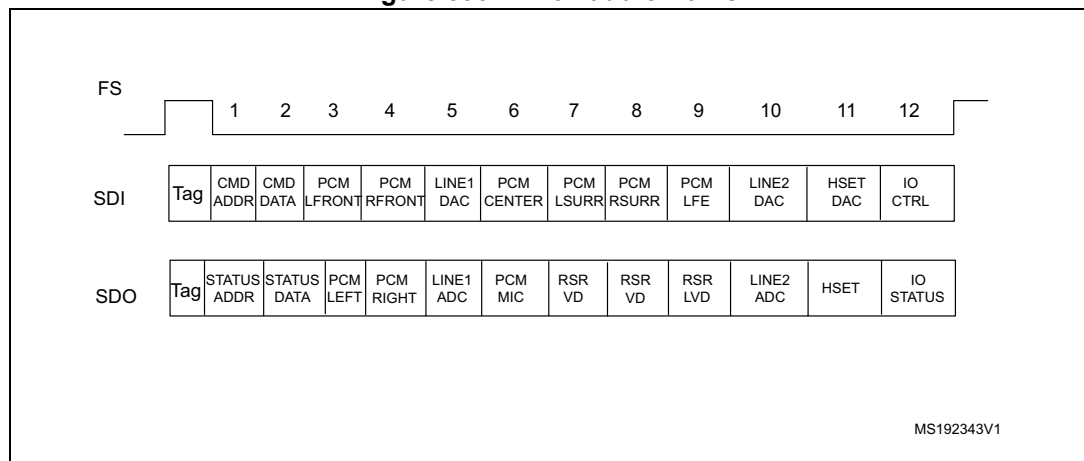 FS
1 2 3 4 5 6 7 8 9 10 11 12
SDI
Tag CMD CMD PCM PCM LINE1 PCM PCM PCM PCM LINE2 HSET IO
ADDR DATA LFRONT RFRONT DAC CENTER LSURR RSURR LFE DAC DAC CTRL
SDO
Tag STATUS STATUS PCM PCM LINE1 PCM RSR RSR RSR LINE2 HSET IO
ADDR DATA LEFT RIGHT ADC MIC VD VD LVD ADC STATUS
MS192343V1